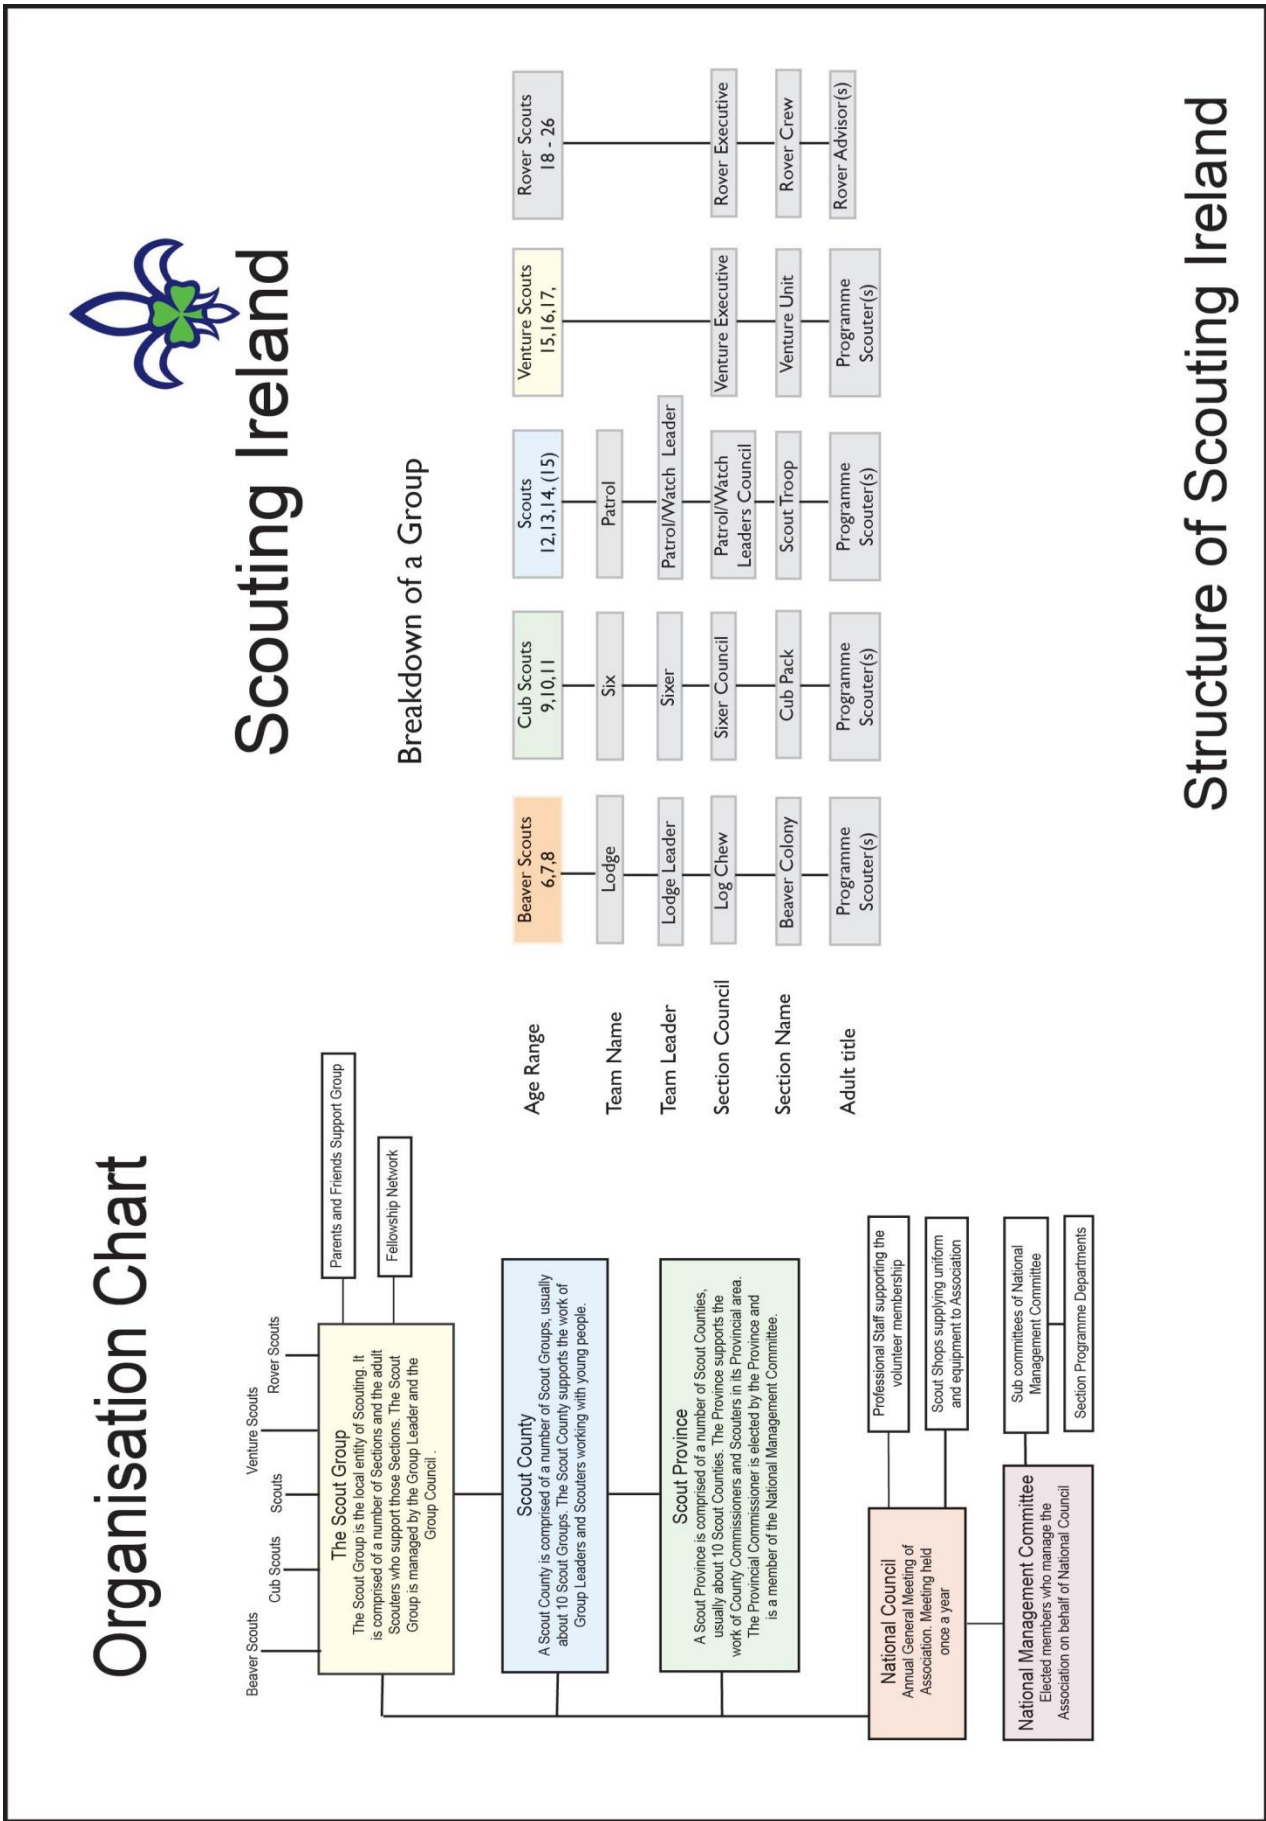 Organisation Chart
Beaver Scouts
Cub Scouts
Scouts
Venture Scouts
Rover Scouts
The Scout Group
The Scout Group is the local entity of Scouting. It
is comprised of a number of Sections and the adult
Scouters who support those Sections. The Scout
Group is managed by the Group Leader and the
Group Council .
Parents and Friends Support Group
Fellowship Network
Scout County
A Scout County is comprised of a number of Scout Groups, usually
about 10 Scout Groups. The Scout County supports the work of
Group Leaders and Scouters working with young people.
Scout Province
A Scout Province is comprised of a number of Scout Counties,
usually about 10 Scout Counties. The Province supports the
work of County Commissioners and Scouters in its Provincial area.
The Provincial Commissioner is elected by the Province and
is a member of the National Management Committee.
National Council
Annual General Meeting of
Association. Meeting held
once a year
Professional Staff supporting the
volunteer membership
Scout Shops supplying uniform
and equipment to Association
National Management Committee
Elected members who manage the
Association on behalf of National Council
Sub committees of National
Management Committee
Section Programme Departments
Scouting Ireland
Breakdown of a Group
Age Range
Beaver Scouts
6,7,8
Cub Scouts
9,10,11
Scouts
12,13,14, (15)
Venture Scouts
15,16,17,
Rover Scouts
18 - 26
Team Name
Lodge
Six
Patrol
Team Leader
Lodge Leader
Sixer
Patrol/Watch Leader
Section Council
Log Chew
Sixer Council
Patrol/Watch
Leaders Council
Venture Executive
Rover Executive
Section Name
Beaver Colony
Cub Pack
Scout Troop
Venture Unit
Rover Crew
Adult title
Programme
Scouter(s)
Programme
Scouter(s)
Programme
Scouter(s)
Programme
Scouter(s)
Rover Advisor(s)
Structure of Scouting Ireland